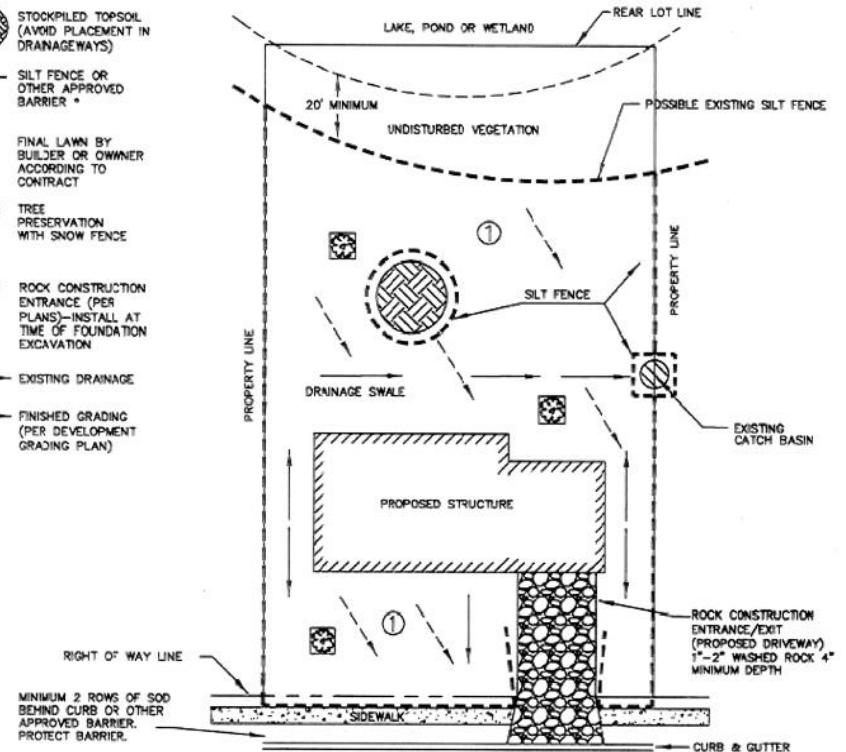 STOCKPILED TOPSOIL
(AVOID PLACEMENT IN
DRAINAGEWAYS)
SILT FENCE OR
OTHER APPROVED
BARRIER *
FINAL LAWN BY
BUILDER OR OWWNER
ACCORDING TO
CONTRACT
TREE
PRESERVATION
WITH SNOW FENCE
ROCK CONSTRUCTION
ENTRANCE (PER
PLANS)—INSTALL AT
TIME OF FOUNDATION
EXCAVATION
EXISTING DRAINAGE
FINISHED GRADING
(PER DEVELOPMENT
GRADING PLAN)
LAKE, POND OR WETLAND
REAR LOT LINE
20' MINIMUM
UNDISTURBED VEGETATION
POSSIBLE EXISTING SILT FENCE
1
SILT FENCE
PROPERTY LINE
PROPERTY LINE
DRAINAGE SWALE
EXISTING
CATCH BASIN
PROPOSED STRUCTURE
1
ROCK CONSTRUCTION
ENTRANCE/EXIT
(PROPOSED DRIVEWAY)
1"-2" WASHED ROCK 4"
MINIMUM DEPTH
RIGHT OF WAY LINE
MINIMUM 2 ROWS OF SOD
BEHIND CURB OR OTHER
APPROVED BARRIER.
PROTECT BARRIER.
SIDEWALK
CURB & GUTTER